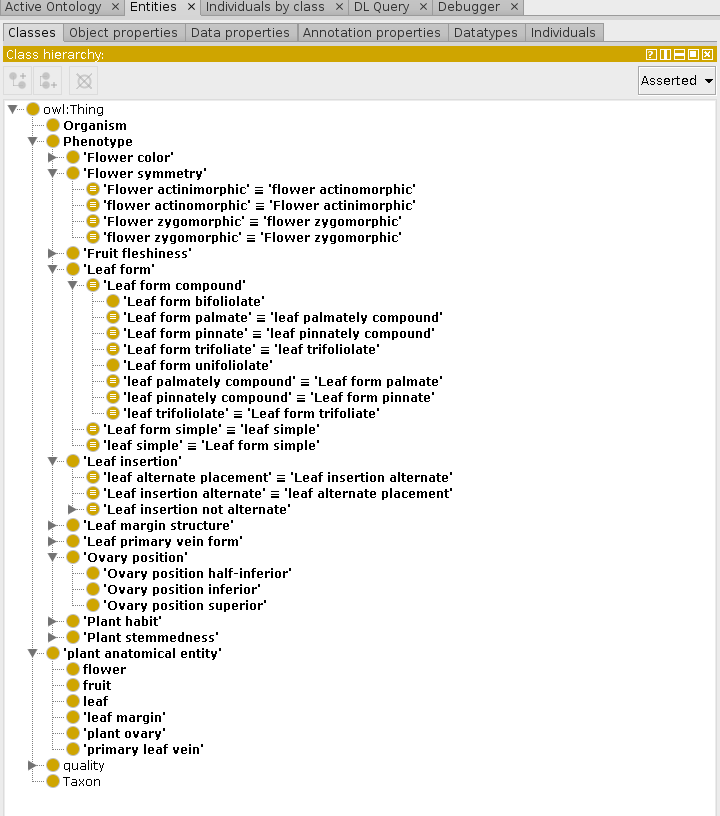 Active Ontology × Entities × Individuals by class × DL Query × Debugger ×
Classes Object properties Data properties Annotation properties Datatypes Individuals
Class hierarchy:
Asserted
owl:Thing
Organism
Phenotype
'Flower color'
'Flower symmetry'
'Flower actinimorphic' ≡ 'flower actinomorphic'
'flower actinomorphic' ≡ 'Flower actinimorphic'
'Flower zygomorphic' ≡ 'flower zygomorphic'
'flower zygomorphic' ≡ 'Flower zygomorphic'
'Fruit fleshiness'
'Leaf form'
'Leaf form compound'
'Leaf form bifoliolate'
'Leaf form palmate' ≡ 'leaf palmately compound'
'Leaf form pinnate' ≡ 'leaf pinnately compound'
'Leaf form trifoliate' ≡ 'leaf trifoliolate'
'Leaf form unifoliolate'
'leaf palmately compound' ≡ 'Leaf form palmate'
'leaf pinnately compound' ≡ 'Leaf form pinnate'
'leaf trifoliolate' ≡ 'Leaf form trifoliate'
'Leaf form simple' ≡ 'leaf simple'
'leaf simple' ≡ 'Leaf form simple'
'Leaf insertion'
'leaf alternate placement' ≡ 'Leaf insertion alternate'
'Leaf insertion alternate' ≡ 'leaf alternate placement'
'Leaf insertion not alternate'
'Leaf margin structure'
'Leaf primary vein form'
'Ovary position'
'Ovary position half-inferior'
'Ovary position inferior'
'Ovary position superior'
'Plant habit'
'Plant stemmedness'
'plant anatomical entity'
flower
fruit
leaf
'leaf margin'
'plant ovary'
'primary leaf vein'
quality
Taxon